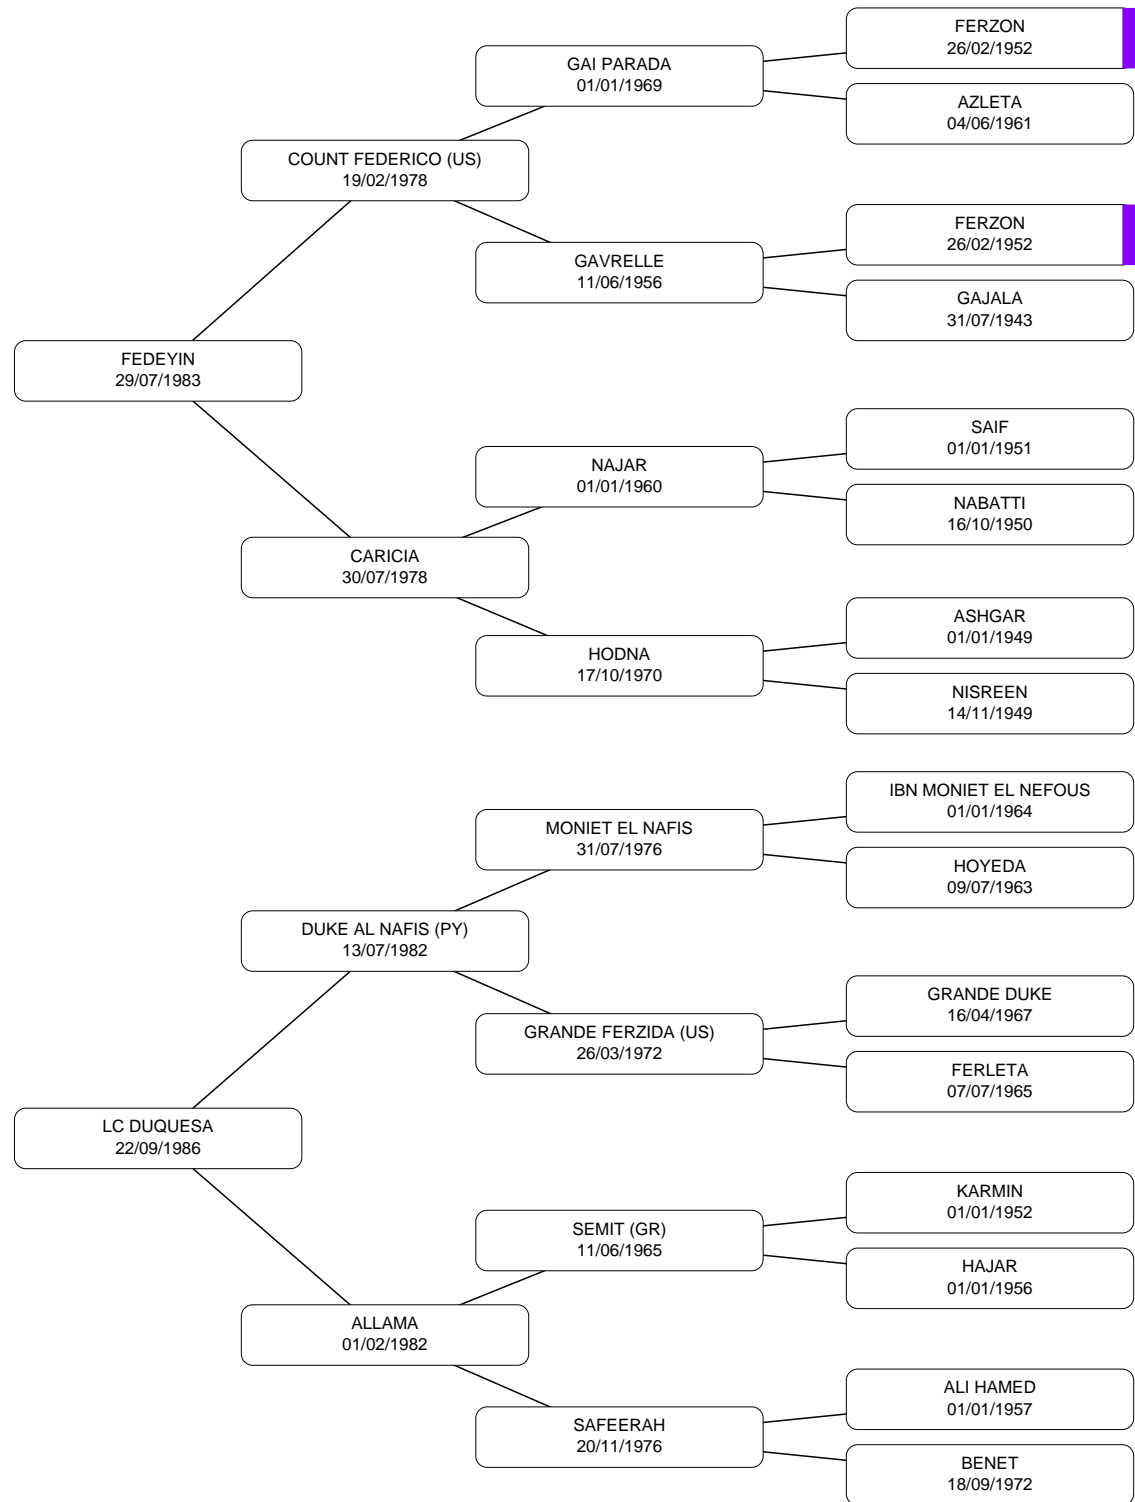 FERZON
26/02/1952
GAI PARADA
01/01/1969
AZLETA
04/06/1961
COUNT FEDERICO (US)
19/02/1978
FERZON
26/02/1952
GAVRELLE
11/06/1956
GAJALA
31/07/1943
FEDEYIN
29/07/1983
SAIF
01/01/1951
NAJAR
01/01/1960
NABATTI
16/10/1950
CARICIA
30/07/1978
ASHGAR
01/01/1949
HODNA
17/10/1970
NISREEN
14/11/1949
IBN MONIET EL NEFOUS
01/01/1964
MONIET EL NAFIS
31/07/1976
HOYEDA
09/07/1963
DUKE AL NAFIS (PY)
13/07/1982
GRANDE DUKE
16/04/1967
GRANDE FERZIDA (US)
26/03/1972
FERLETA
07/07/1965
LC DUQUESA
22/09/1986
KARMIN
01/01/1952
SEMIT (GR)
11/06/1965
HAJAR
01/01/1956
ALLAMA
01/02/1982
ALI HAMED
01/01/1957
SAFEERAH
20/11/1976
BENET
18/09/1972